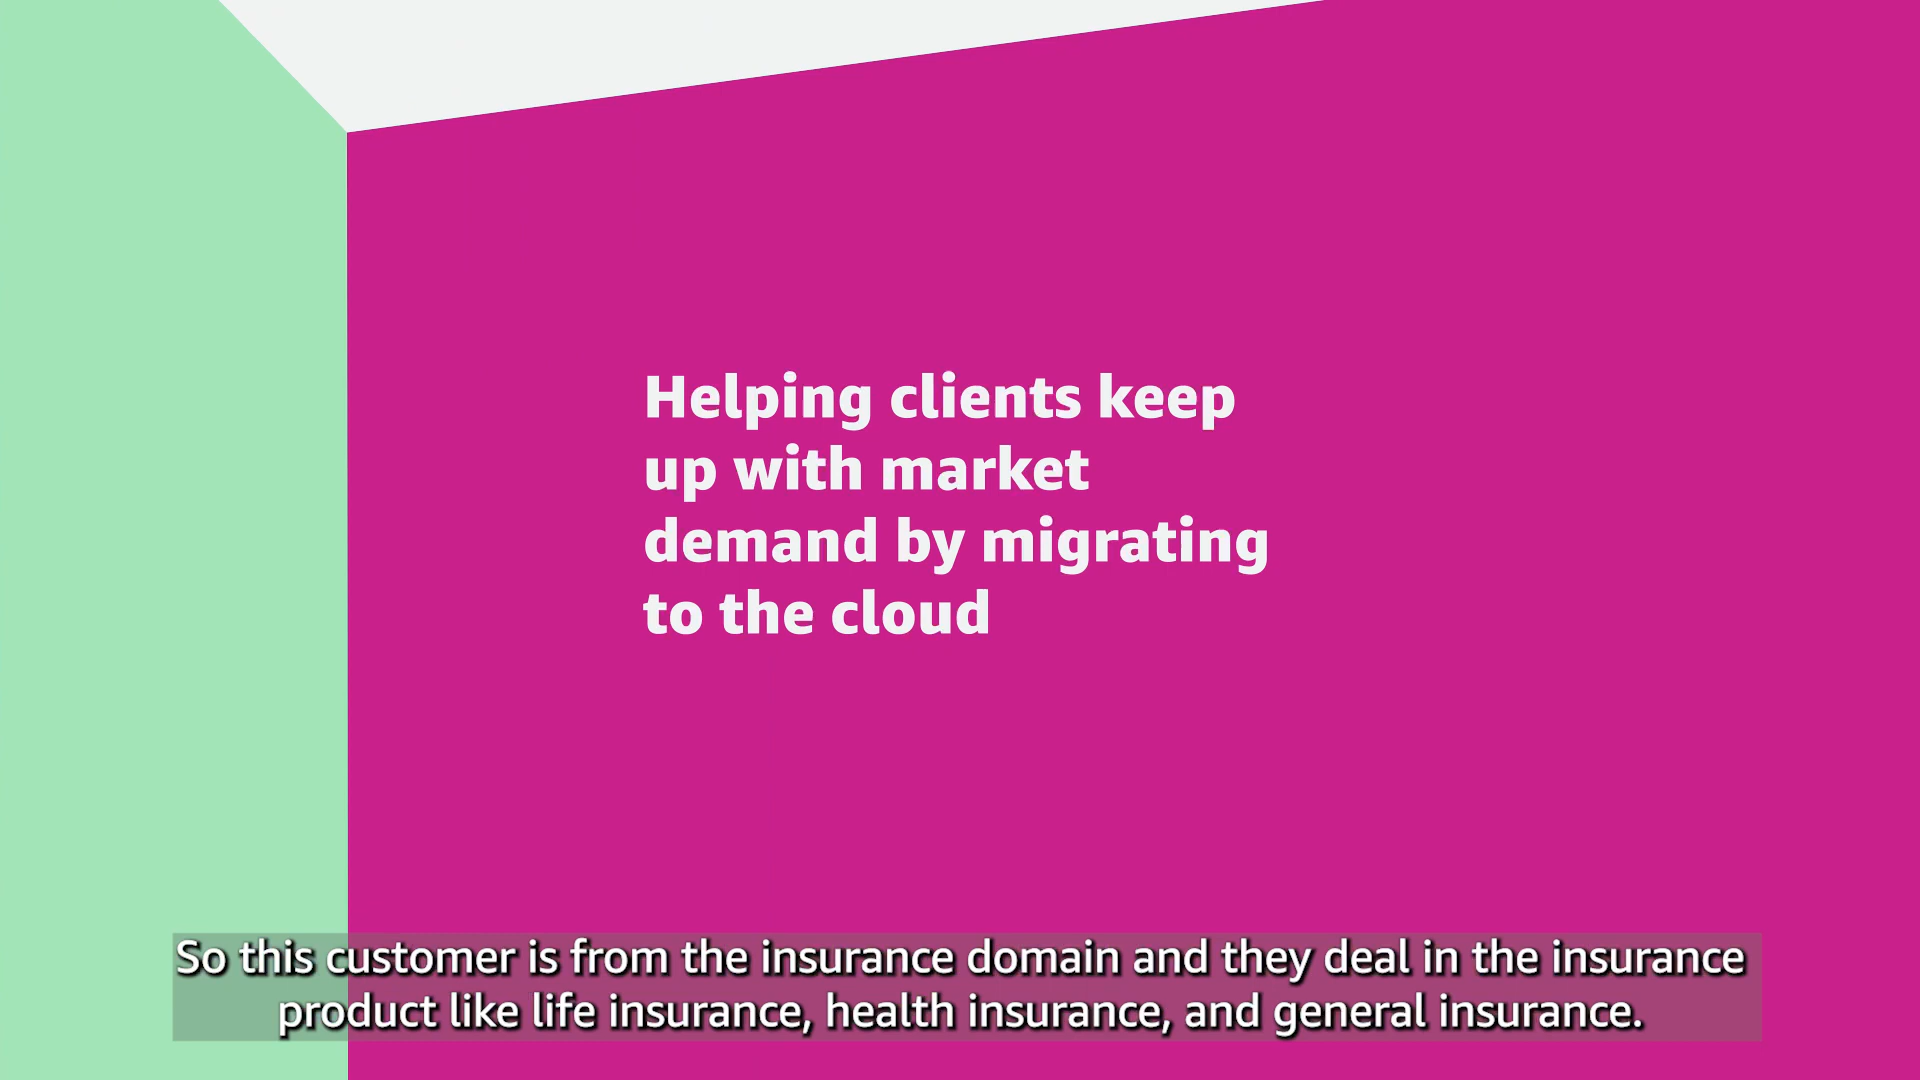 Helping clients keep
up with market
demand by migrating
to the cloud
So this customer is from the insurance domain and they deal in the insurance
product like life insurance, health insurance, and general insurance.